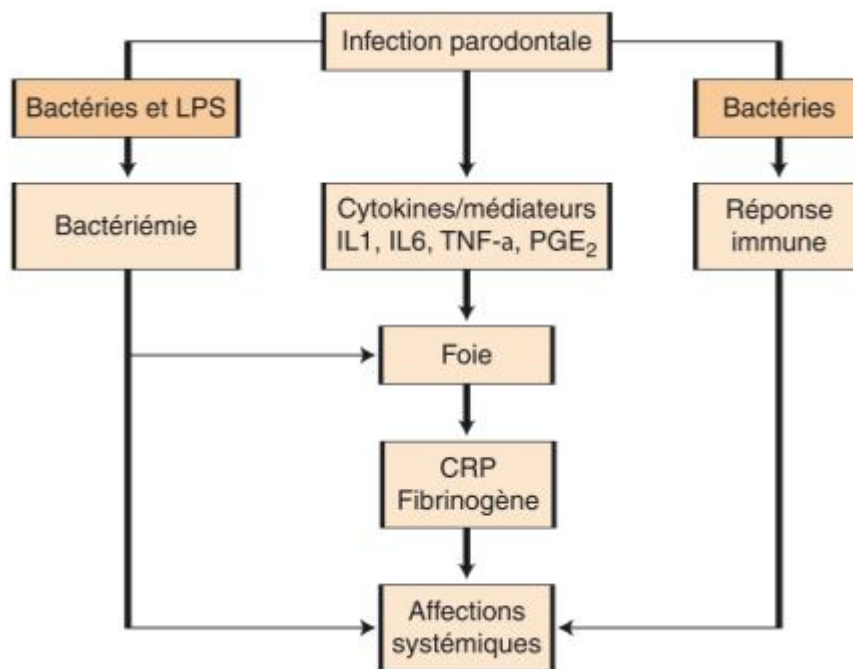 Infection parodontale
Bactéries et LPS
Bactéries
Bactériémie
Cytokines/médiateurs
IL1, IL6, TNF-a, PGE₂
Réponse
immune
Foie
CRP
Fibrinogène
Affections
systémiques